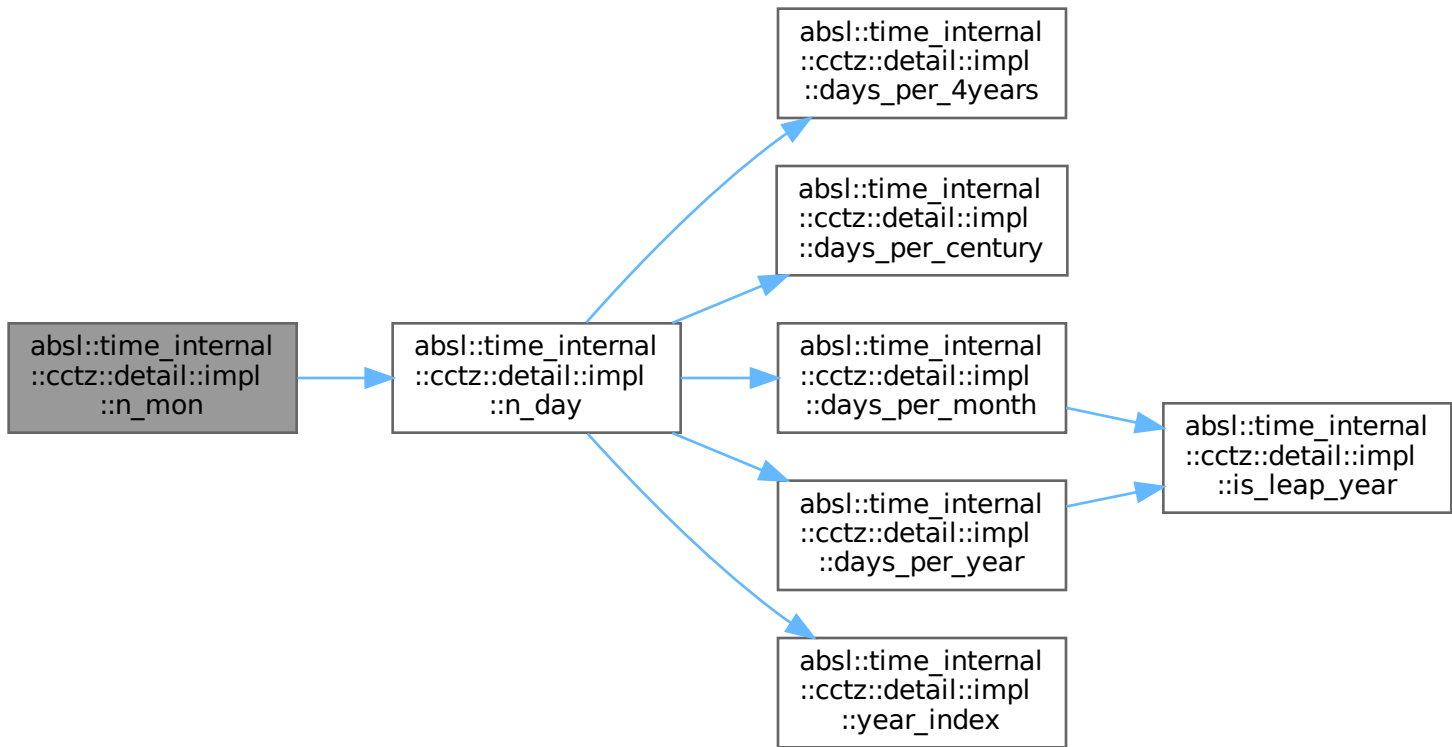 absl::time_internal
::cctz::detail::impl
::n_mon
absl::time_internal
::cctz::detail::impl
::n_day
absl::time_internal
::cctz::detail::impl
::days_per_4years
absl::time_internal
::cctz::detail::impl
::days_per_century
absl::time_internal
::cctz::detail::impl
::days_per_month
absl::time_internal
::cctz::detail::impl
::days_per_year
absl::time_internal
::cctz::detail::impl
::year_index
absl::time_internal
::cctz::detail::impl
::is_leap_year